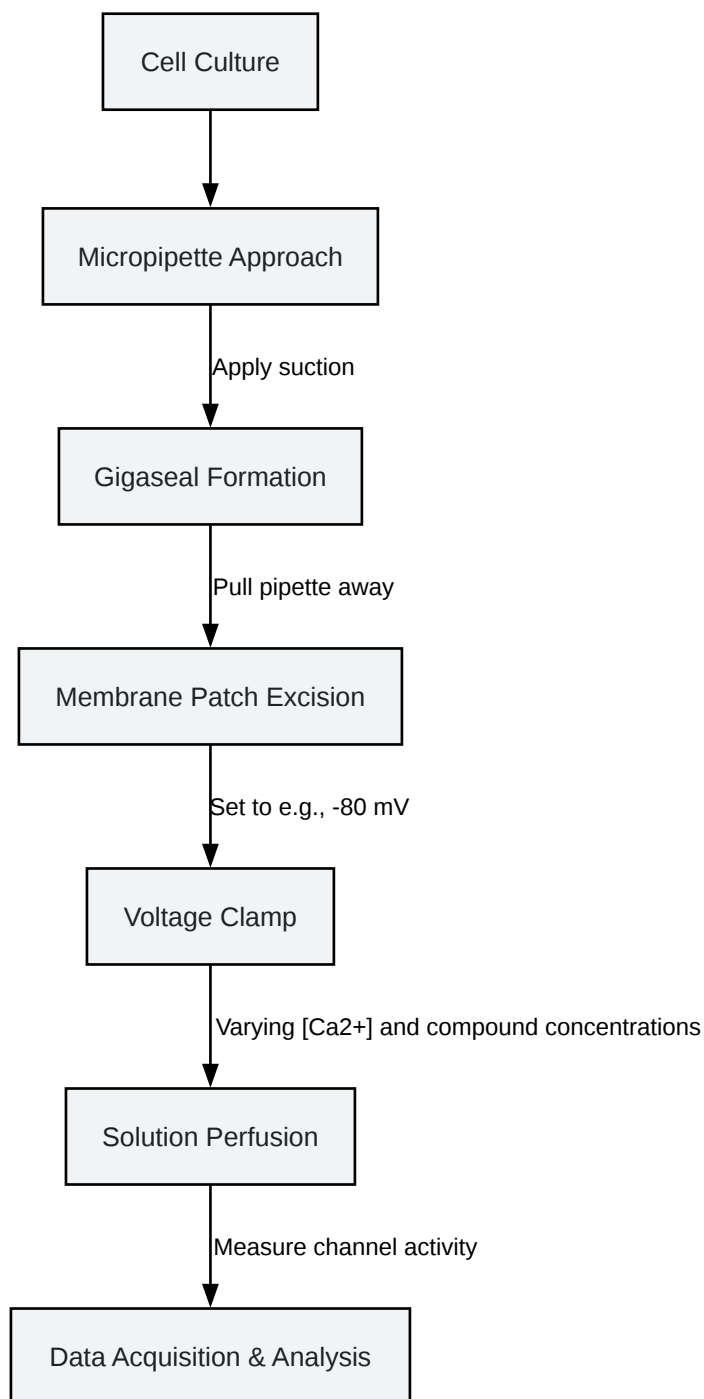 Cell Culture
Micropipette Approach
Apply suction
Gigaseal Formation
Pull pipette away
Membrane Patch Excision
Set to e.g., -80 mV
Voltage Clamp
Varying [Ca2+] and compound concentrations
Solution Perfusion
Measure channel activity
Data Acquisition & Analysis